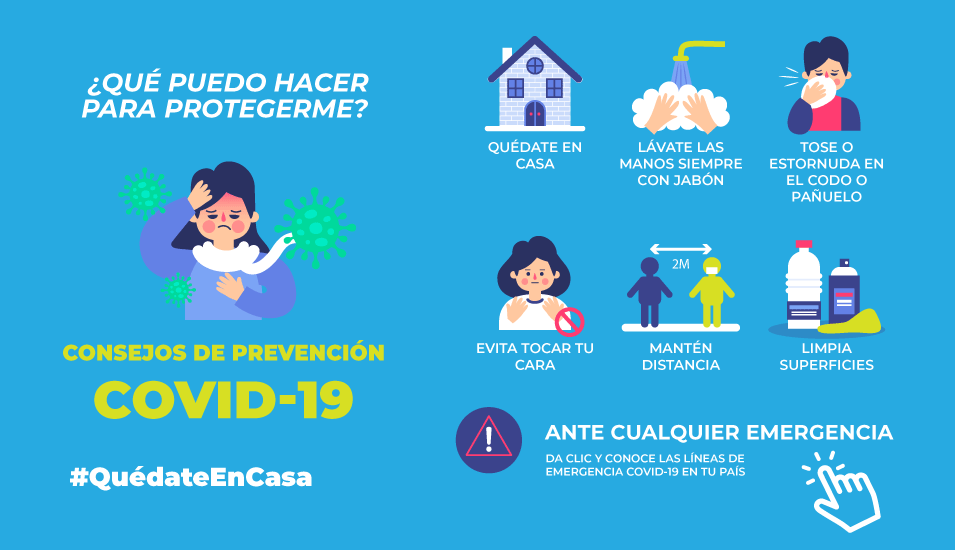 ¿QUÉ PUEDO HACER
PARA PROTEGERME?
CONSEJOS DE PREVENCIÓN
COVID-19
#QuédateEnCasa
QUÉDATE EN
CASA
LÁVATE LAS
MANOS SIEMPRE
CON JABÓN
TOSE O
ESTORNUDA EN
EL CODO O
PAÑUELO
EVITA TOCAR TU
CARA
2M
MANTÉN
DISTANCIA
LIMPIA
SUPERFICIES
ANTE CUALQUIER EMERGENCIA
DA CLIC Y CONOCE LAS LÍNEAS DE
EMERGENCIA COVID-19 EN TU PAÍS